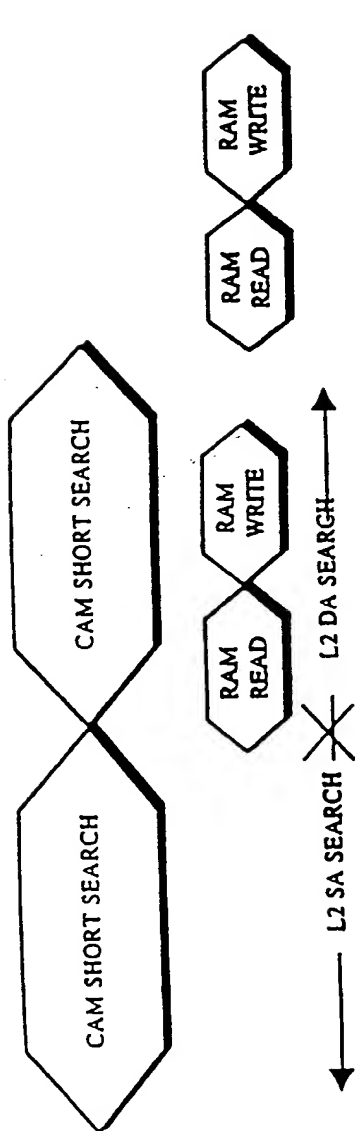 CAM SHORT SEARCH
CAM SHORT SEARCH
RAM
READ
RAM
WRITE
RAM
READ
RAM
WRITE
L2 SA SEARCH
L2 DA SEARCH